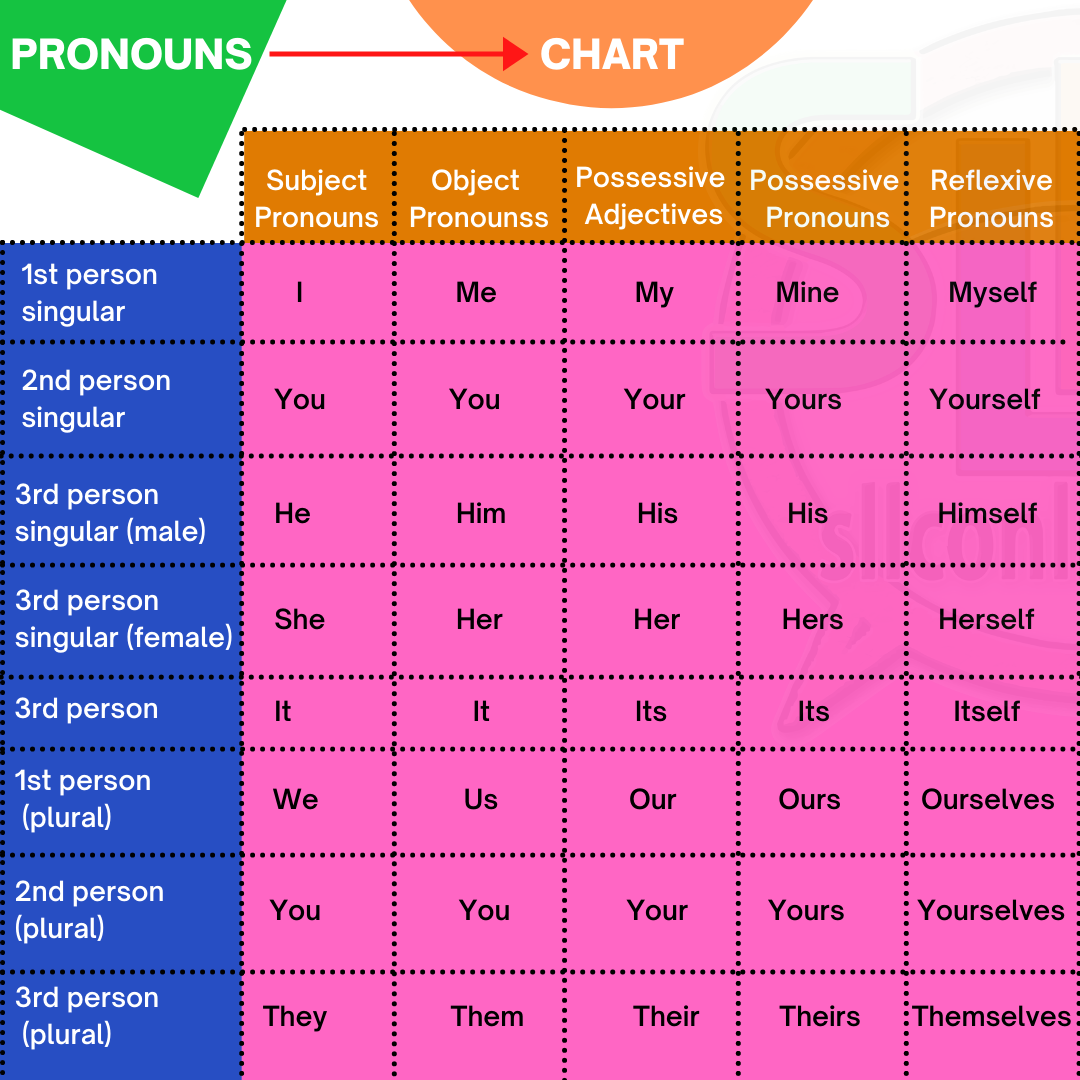 PRONOUNS CHART
Subject Pronouns Object Pronounss Possessive Adjectives Possessive Pronouns Reflexive Pronouns
1st person singular I Me My Mine Myself
2nd person singular You You Your Yours Yourself
3rd person singular (male) He Him His His Himself
3rd person singular (female) She Her Her Hers Herself
3rd person It It Its Its Itself
1st person (plural) We Us Our Ours Ourselves
2nd person (plural) You You Your Yours Yourselves
3rd person (plural) They Them Their Theirs Themselves